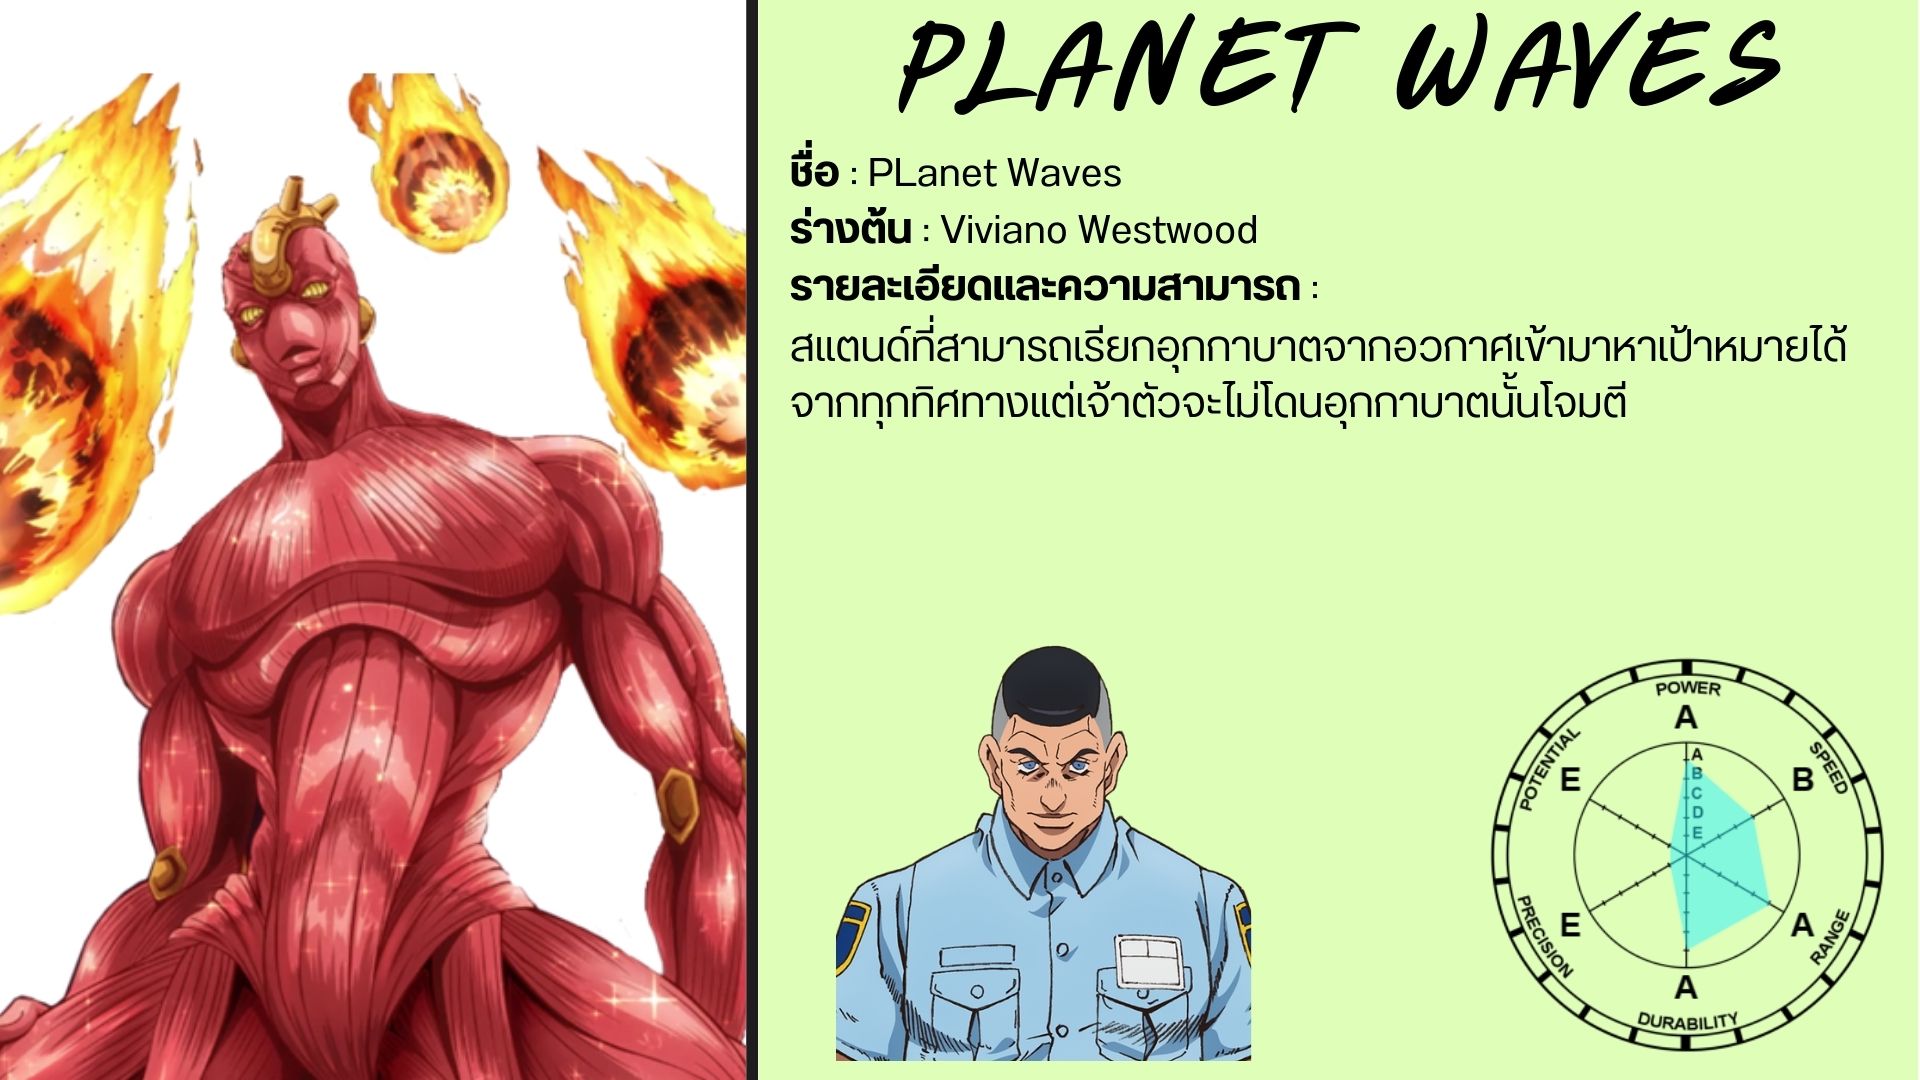 PLANET WAVES
ชื่อ : PLanet Waves
ร่างต้น : Viviano Westwood
รายละเอียดและความสามารถ :
สแตนด์ที่สามารถเรียกอุกกาบาตจากอวกาศเข้ามาหาเป้าหมายได้
จากทุกทิศทางแต่เจ้าตัวจะไม่โดนอุกกาบาตนั้นโจมตี
POWER
A
SPEED
B
RANGE
A
DURABILITY
A
PRECISION
E
POTENTIAL
E
A
B
C
D
E